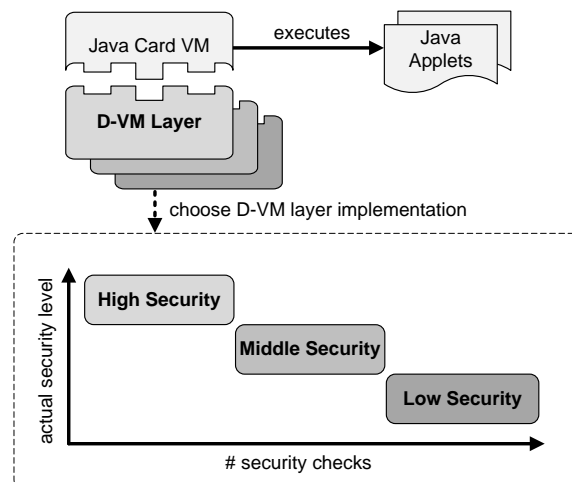 Java Card VM
executes
Java
Applets
D-VM Layer
choose D-VM layer implementation
actual security level
High Security
Middle Security
Low Security
# security checks